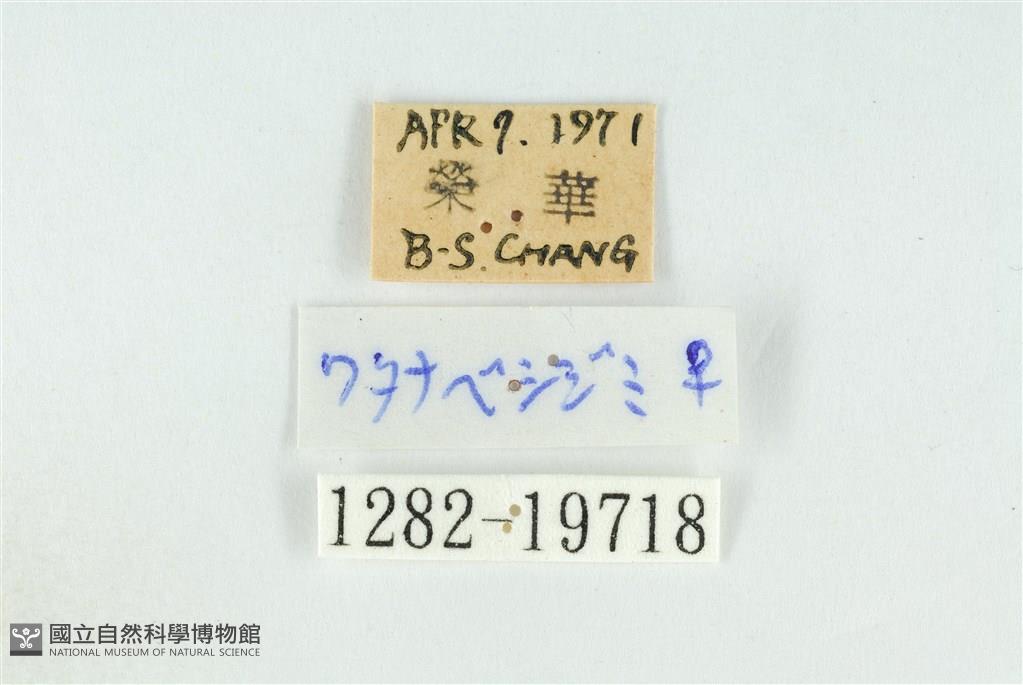 APR 9. 1971
榮 華
B-S. CHANG
ワタナベシジミ ♀
1282-19718
國立自然科學博物館
NATIONAL MUSEUM OF NATURAL SCIENCE